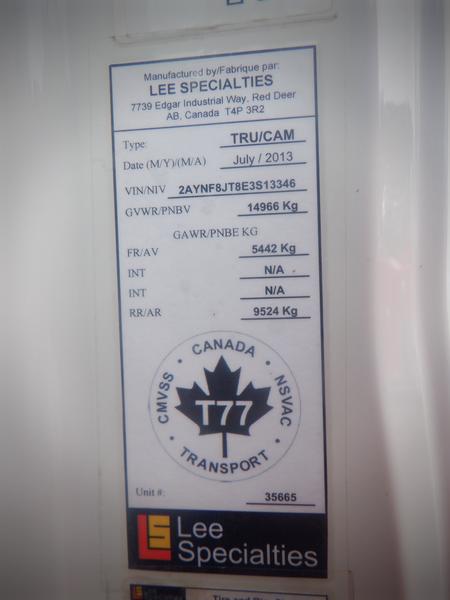 Manufactured by/Fabrique par:
LEE SPECIALTIES
7739 Edgar Industrial Way, Red Deer
AB, Canada T4P 3R2
Type: TRU/CAM
Date (M/Y)/(M/A) July / 2013
VIN/NIV 2AYNF8JT8E3S13346
GVWR/PNBV 14966 Kg
GAWR/PNBE KG
FR/AV 5442 Kg
INT N/A
INT N/A
RR/AR 9524 Kg
CANADA
CMVSS
NSVAC
T77
TRANSPORT
Unit #: 35665
LS Lee
Specialties